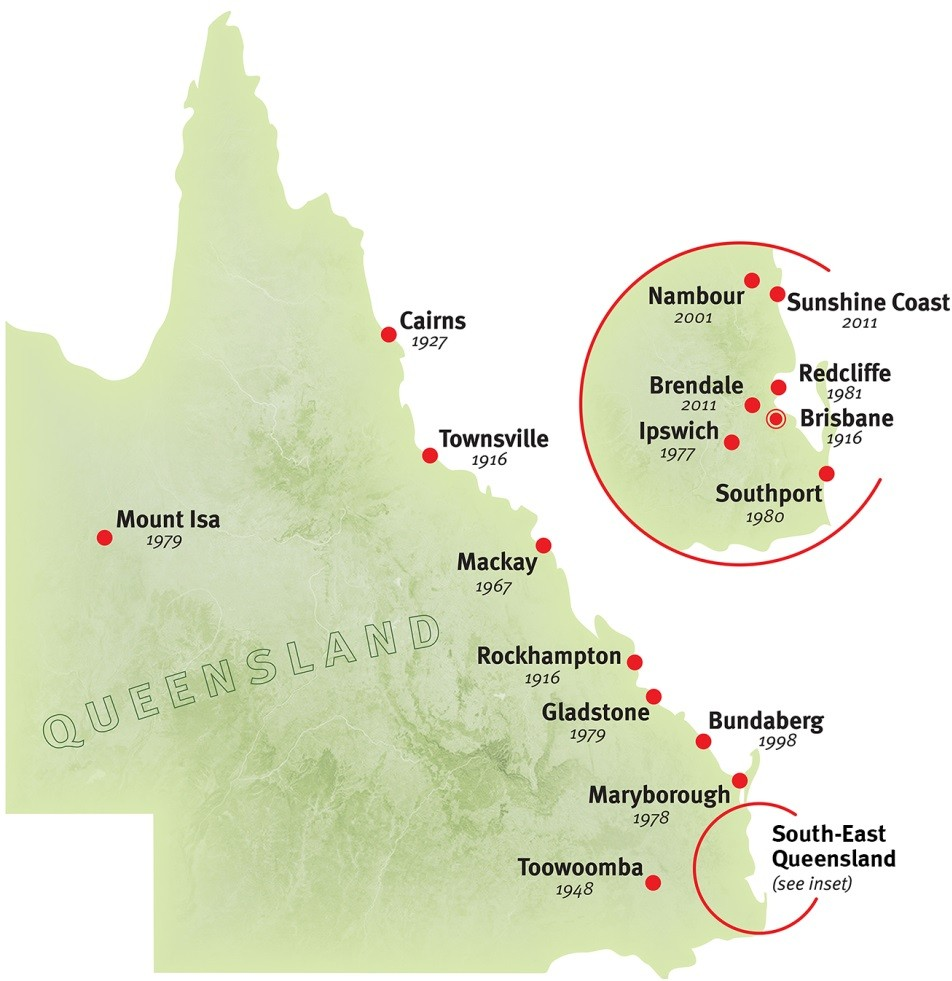 Nambour
2001
Sunshine Coast
2011
Cairns
1927
Redcliffe
1981
Brendale
2011
Brisbane
1916
Ipswich
1977
Townsville
1916
Southport
1980
Mount Isa
1979
Mackay
1967
QUEENSLAND
Rockhampton
1916
Gladstone
1979
Bundaberg
1998
Maryborough
1978
South-East
Queensland
(see inset)
Toowoomba
1948